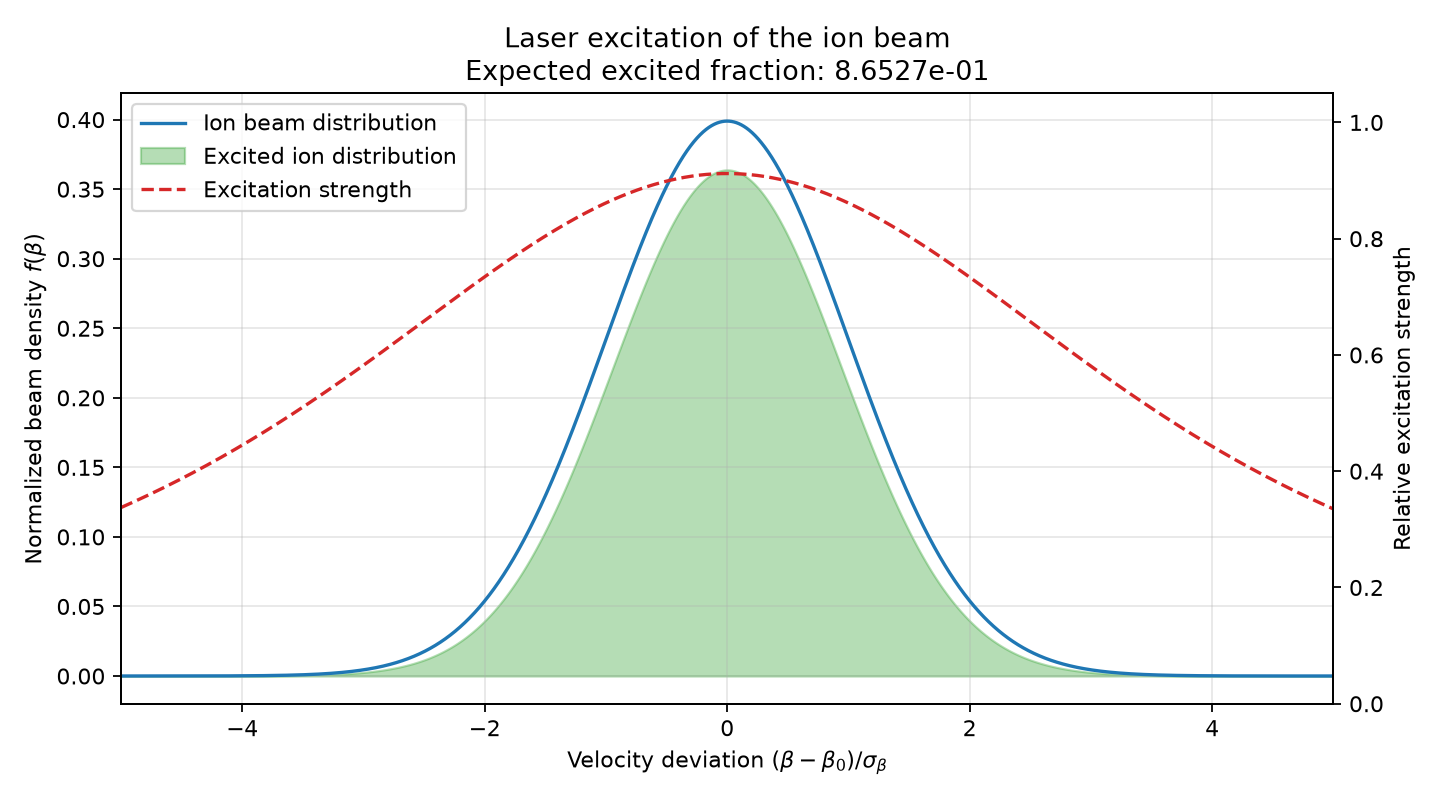 Laser excitation of the ion beam
Expected excited fraction: 8.6527e-01
Ion beam distribution
Excited ion distribution
Excitation strength
Normalized beam density f(β)
0.40
0.35
0.30
0.25
0.20
0.15
0.10
0.05
0.00
1.0
0.8
0.6
0.4
0.2
0.0
Relative excitation strength
−4
−2
0
2
4
Velocity deviation (β − β₀)/σ_β